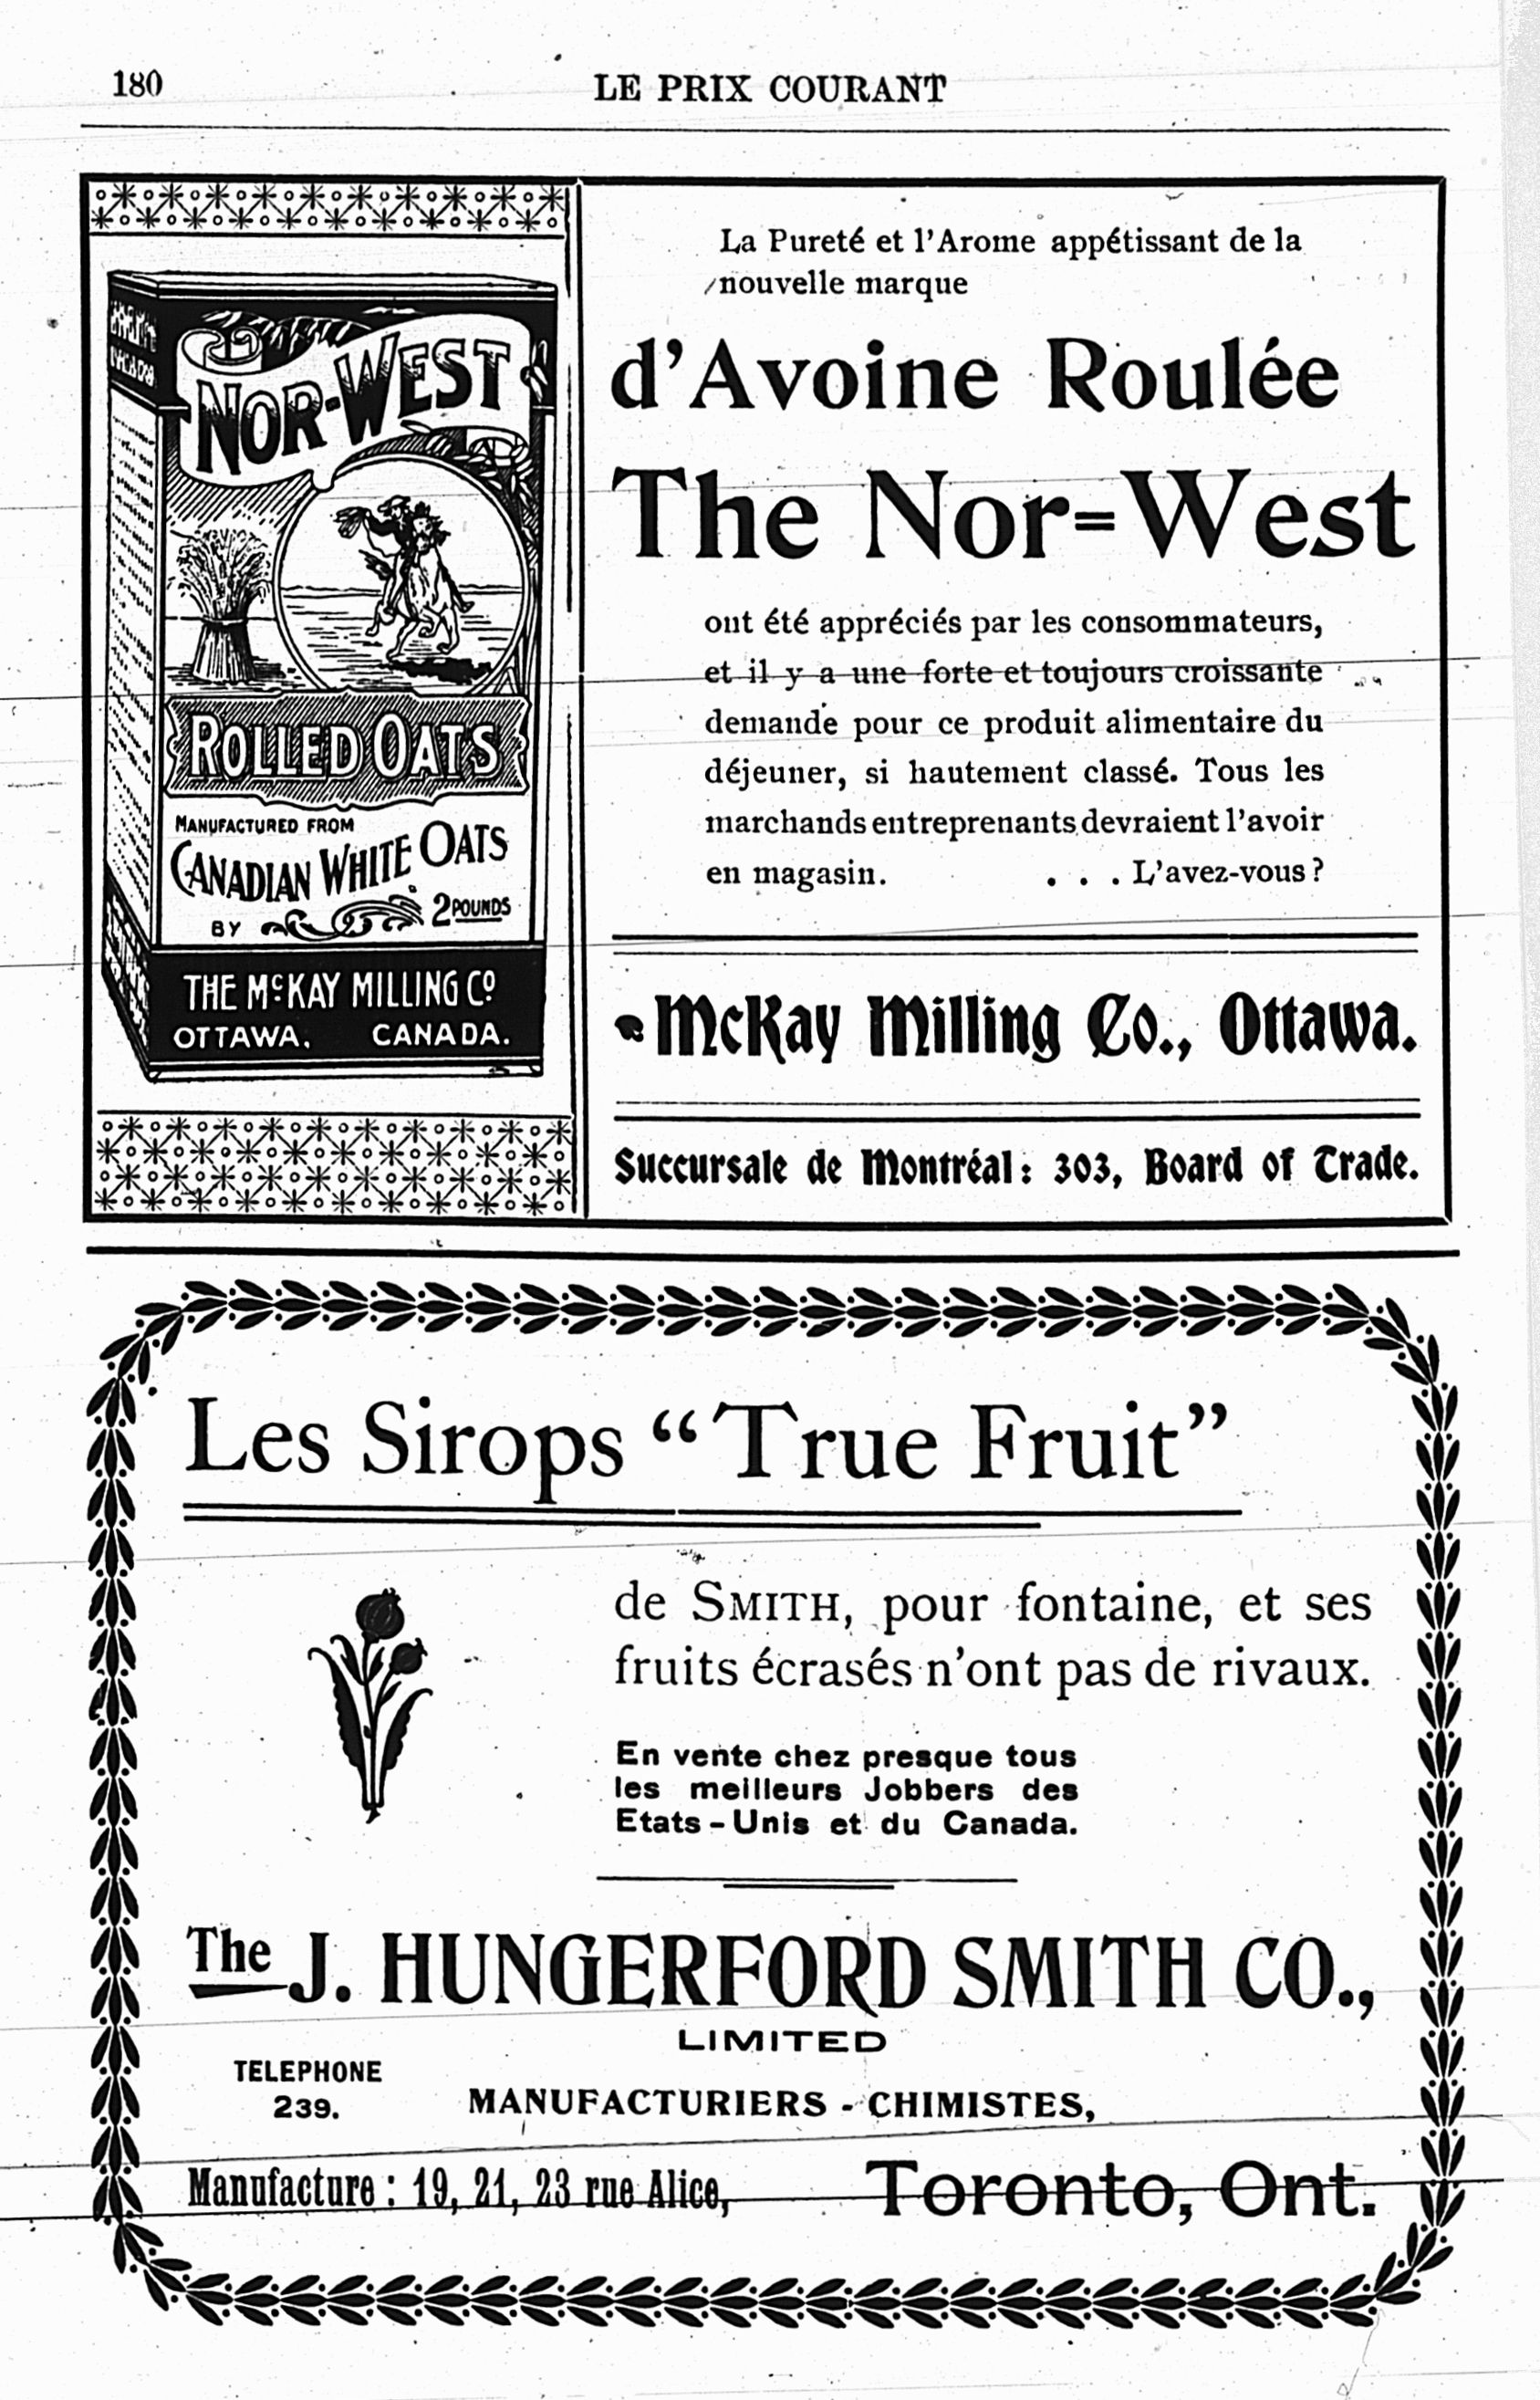 180
LE PRIX COURANT
NOR-WEST
ROLLED OATS
MANUFACTURED FROM
CANADIAN WHITE OATS
BY
2 POUNDS
THE McKAY MILLING Co
OTTAWA, CANADA.
La Pureté et l'Arome appétissant de la
nouvelle marque
d'Avoine Roulée
The Nor=West
ont été appréciés par les consommateurs,
et il y a une forte et toujours croissante
demande pour ce produit alimentaire du
déjeuner, si hautement classé. Tous les
marchands entreprenants devraient l'avoir
en magasin. . . . L'avez-vous ?
McKay Milling Co., Ottawa.
Succursale de Montréal : 303, Board of Trade.
Les Sirops “True Fruit”
de SMITH, pour fontaine, et ses
fruits écrasés n'ont pas de rivaux.
En vente chez presque tous
les meilleurs Jobbers des
Etats-Unis et du Canada.
The J. HUNGERFORD SMITH CO.,
LIMITED
TELEPHONE
239.
MANUFACTURIERS - CHIMISTES,
Manufacture : 19, 21, 23 rue Alice,
Toronto, Ont.